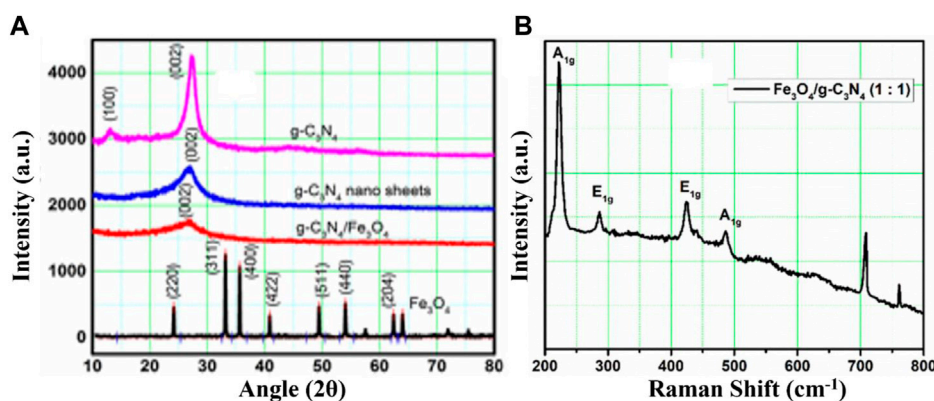 A
Intensity (a.u.)
4000
3000
2000
1000
0
(100)
(002)
g-C₃N₄
(002)
g-C₃N₄ nano sheets
(002)
g-C₃N₄/Fe₃O₄
(220)
(311)
(400)
(422)
(511)
(440)
(204)
Fe₃O₄
10 20 30 40 50 60 70 80
Angle (2θ)
B
Intensity (a.u.)
A₁g
E₁g
E₁g
A₁g
Fe₃O₄/g-C₃N₄ (1 : 1)
200 300 400 500 600 700 800
Raman Shift (cm⁻¹)